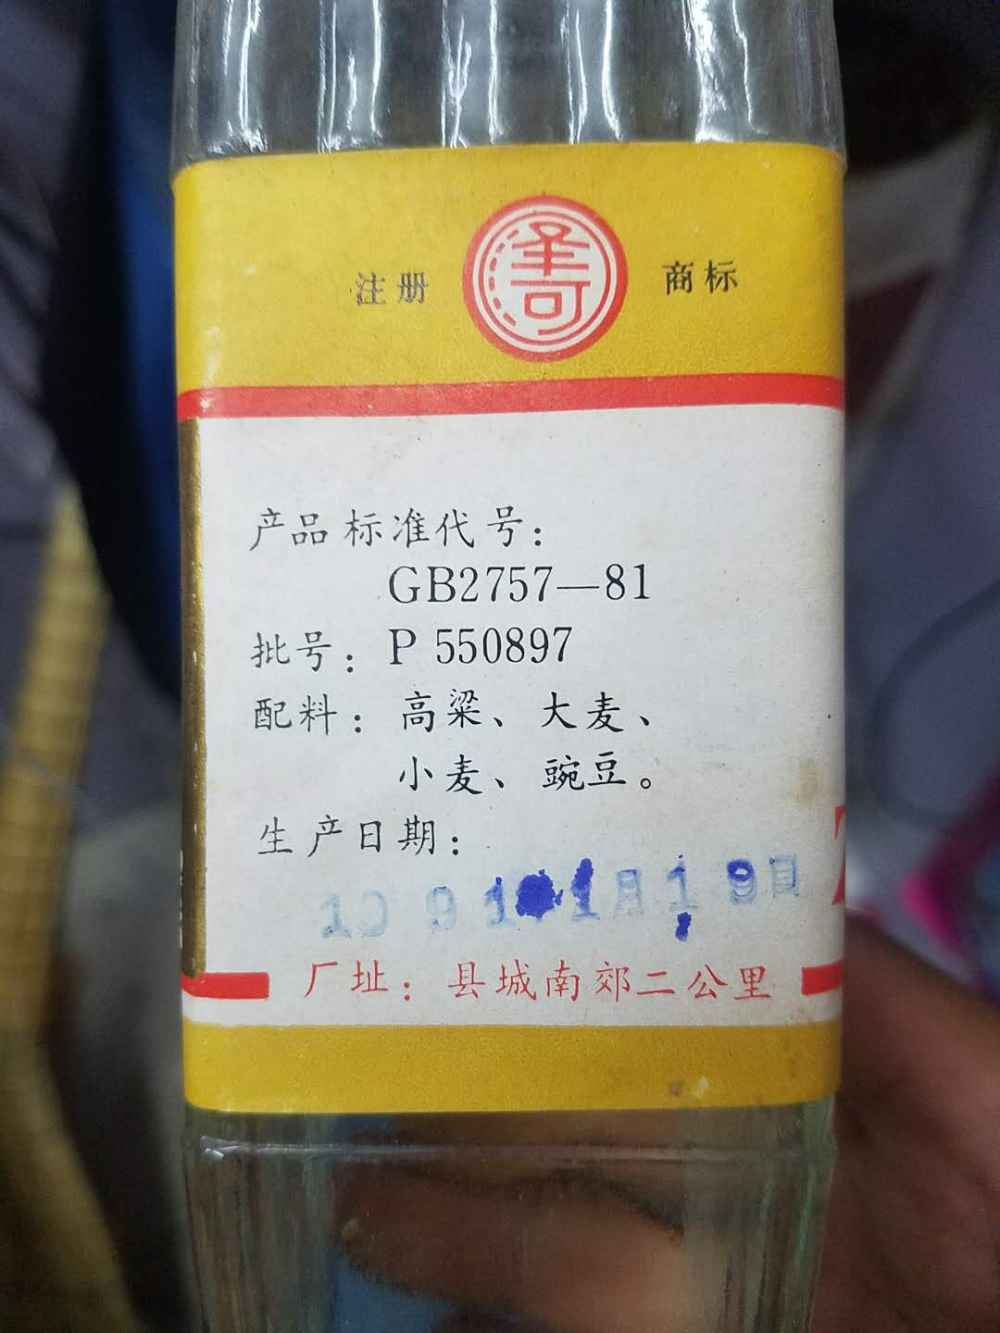 注册
商标
产品标准代号：
GB2757—81
批号：P 550897
配料：高粱、大麦、
小麦、豌豆。
生产日期：
厂址：县城南郊二公里